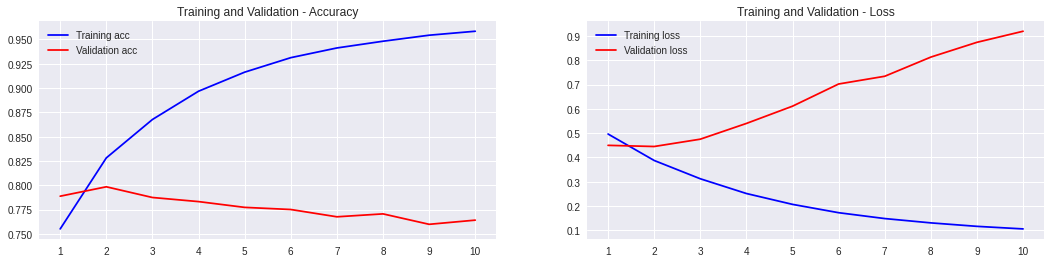 Training and Validation - Accuracy
Training acc
Validation acc
0.950
0.925
0.900
0.875
0.850
0.825
0.800
0.775
0.750
1 2 3 4 5 6 7 8 9 10
Training and Validation - Loss
Training loss
Validation loss
0.9
0.8
0.7
0.6
0.5
0.4
0.3
0.2
0.1
1 2 3 4 5 6 7 8 9 10